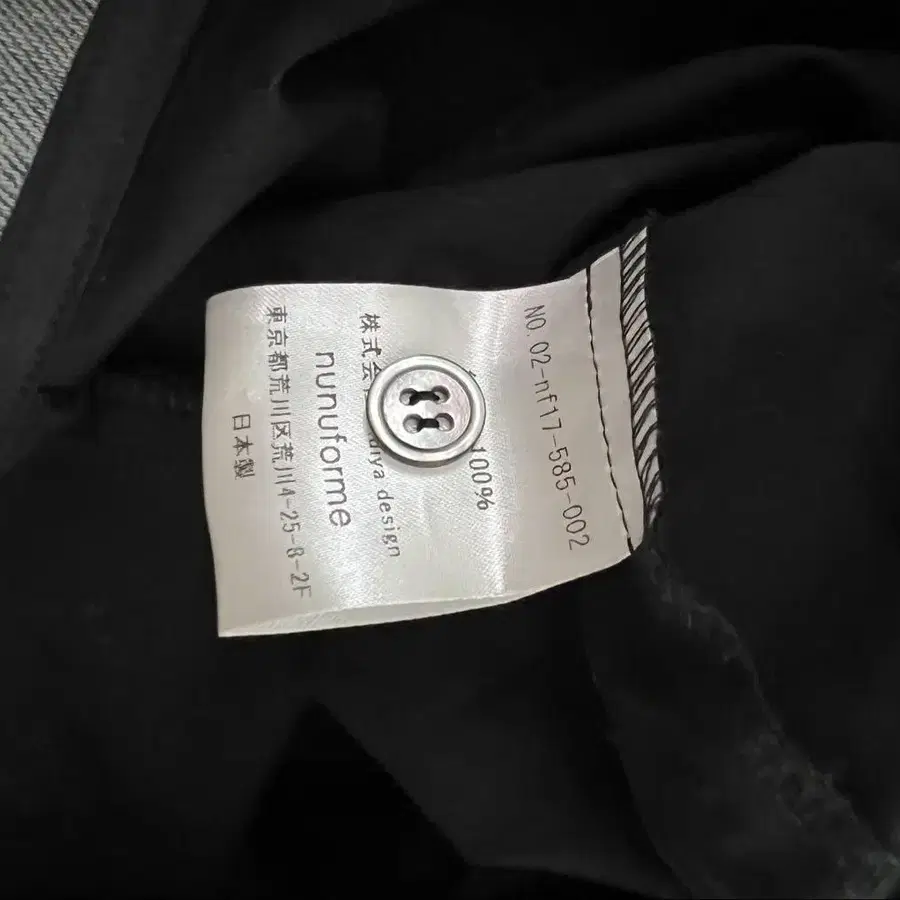 NO.02-nf17-585-002
100%
株式会 design
nunuforme
東京都荒川区荒川4-25-8-2F
日本製